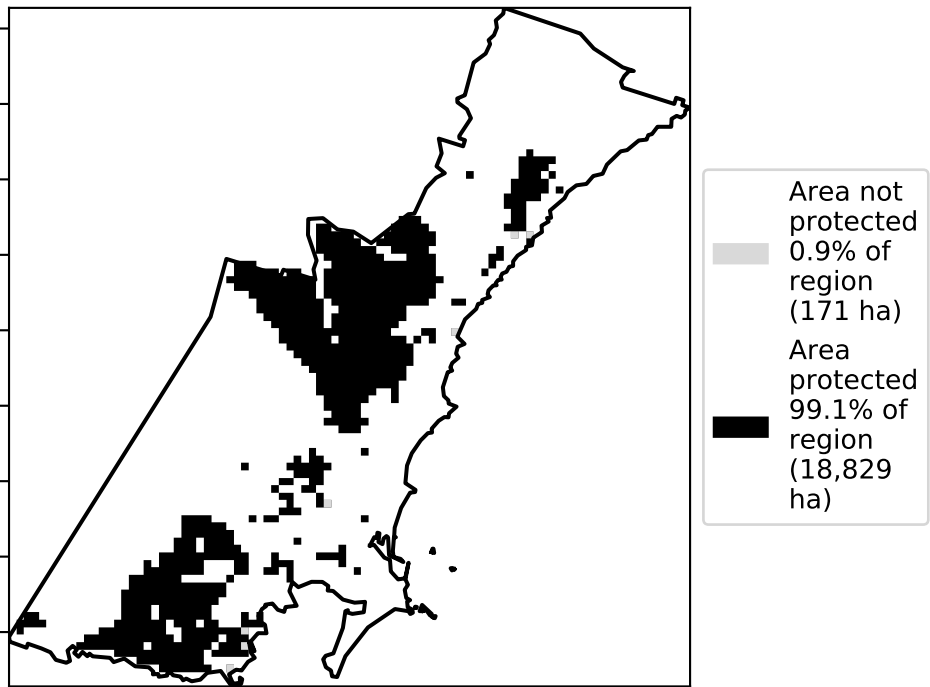 Area not
protected
0.9% of
region
(171 ha)
Area
protected
99.1% of
region
(18,829
ha)